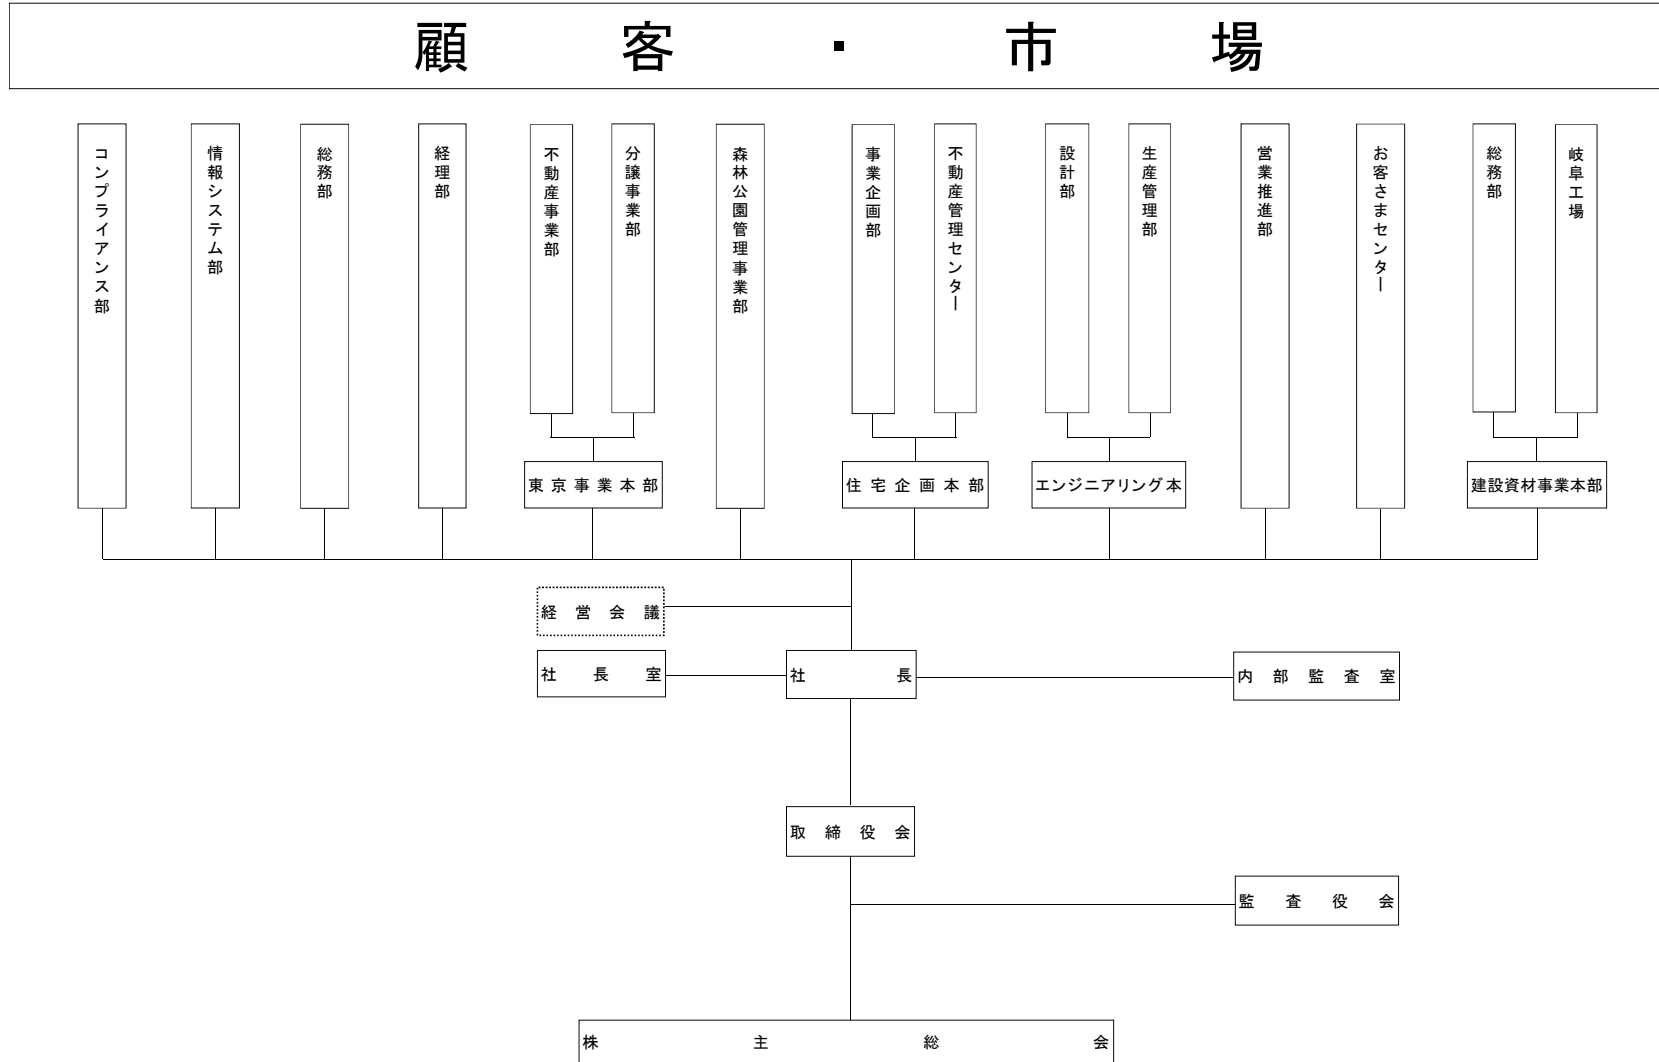 顧客・市場
コンプライアンス部
情報システム部
総務部
経理部
不動産事業部
分譲事業部
森林公園管理事業部
事業企画部
不動産管理センター
設計部
生産管理部
営業推進部
お客さまセンター
総務部
岐阜工場
東京事業本部
住宅企画本部
エンジニアリング本
建設資材事業本部
経営会議
社長室
社長
内部監査室
取締役会
監査役会
株主総会